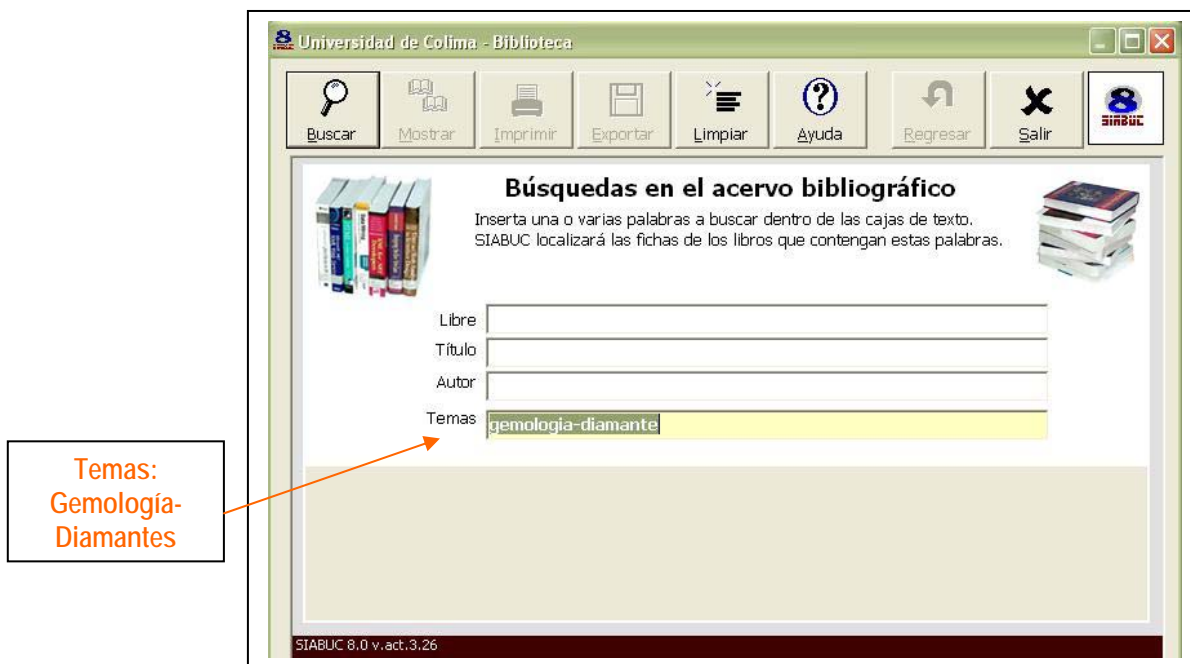 8
Universidad de Colima - Biblioteca
Buscar
Mostrar
Imprimir
Exportar
Limpiar
Ayuda
Regresar
Salir
8
SIABUC
Búsquedas en el acervo bibliográfico
Inserta una o varias palabras a buscar dentro de las cajas de texto.
SIABUC localizará las fichas de los libros que contengan estas palabras.
Libre
Título
Autor
Temas
gemologia-diamante
Temas:
Gemología-
Diamantes
SIABUC 8.0 v.act.3.26